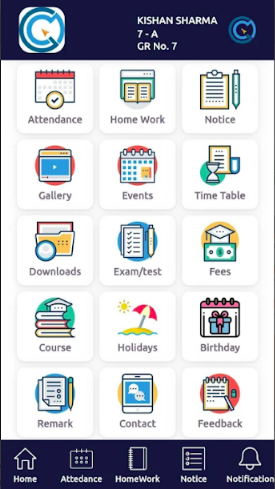 KISHAN SHARMA
7 - A
GR No. 7
Attendance
Home Work
Notice
Gallery
Events
Time Table
Downloads
Exam/test
Fees
Course
Holidays
Birthday
Remark
Contact
Feedback
Home
Attedance
HomeWork
Notice
Notification